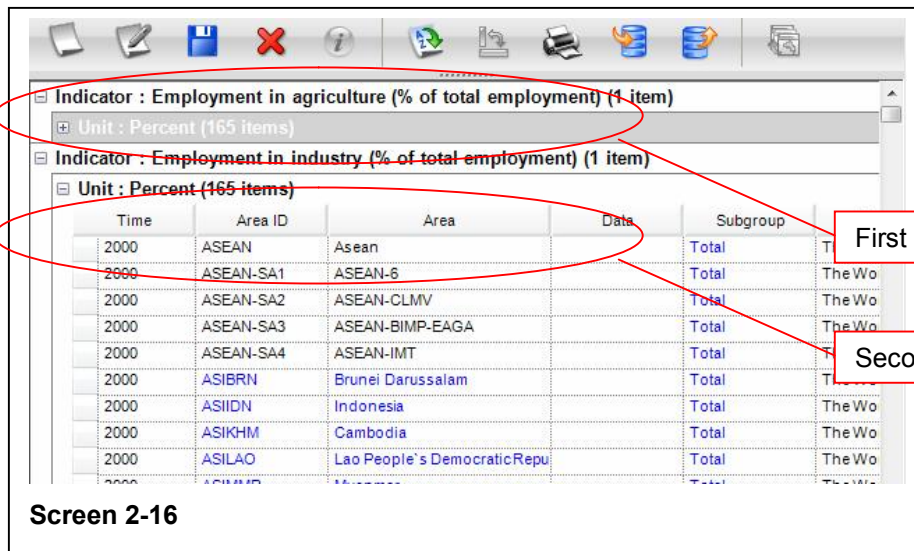 Indicator : Employment in agriculture (% of total employment) (1 item)
Unit : Percent (165 items)
Indicator : Employment in industry (% of total employment) (1 item)
Unit : Percent (165 items)
Time Area ID Area Data Subgroup
2000 ASEAN Asean Total
First
2000 ASEAN-SA1 ASEAN-6 Total The Wo
2000 ASEAN-SA2 ASEAN-CLMV Total The Wo
2000 ASEAN-SA3 ASEAN-BIMP-EAGA Total The Wo
2000 ASEAN-SA4 ASEAN-IMT Total
Seco
2000 ASIBRN Brunei Darussalam Total The Wo
2000 ASIIDN Indonesia Total The Wo
2000 ASIKHM Cambodia Total The Wo
2000 ASILAO Lao People`s Democratic Repu Total The Wo
Screen 2-16